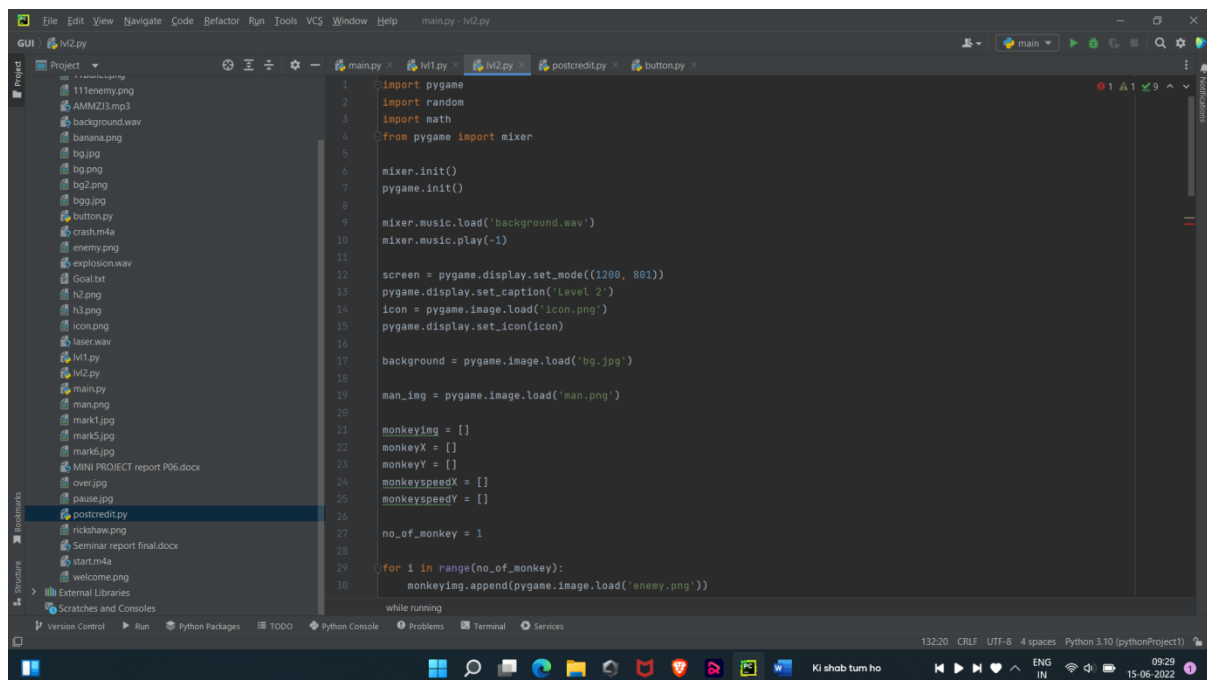 File Edit View Navigate Code Refactor Run Tools VCS Window Help main.py - lvl2.py
GUI lvl2.py main
Project
main.py lvl1.py lvl2.py postcredit.py button.py
111enemy.png
AMMZJ3.mp3
background.wav
banana.png
bg.jpg
bg.png
bg2.png
bgg.jpg
button.py
crash.m4a
enemy.png
explosion.wav
Goal.txt
h2.png
h3.png
icon.png
laser.wav
lvl1.py
lvl2.py
main.py
man.png
mark1.jpg
mark5.jpg
mark6.jpg
MINI PROJECT report P06.docx
over.jpg
pause.jpg
postcredit.py
rickshaw.png
Seminar report final.docx
start.m4a
welcome.png
External Libraries
Scratches and Consoles
1 import pygame
2 import random
3 import math
4 from pygame import mixer
5
6 mixer.init()
7 pygame.init()
8
9 mixer.music.load('background.wav')
10 mixer.music.play(-1)
11
12 screen = pygame.display.set_mode((1200, 801))
13 pygame.display.set_caption('Level 2')
14 icon = pygame.image.load('icon.png')
15 pygame.display.set_icon(icon)
16
17 background = pygame.image.load('bg.jpg')
18
19 man_img = pygame.image.load('man.png')
20
21 monkeyimg = []
22 monkeyX = []
23 monkeyY = []
24 monkeyspeedX = []
25 monkeyspeedY = []
26
27 no_of_monkey = 1
28
29 for i in range(no_of_monkey):
30 monkeyimg.append(pygame.image.load('enemy.png'))
while running
1 1 9
Project
Bookmarks
Structure
Notifications
Version Control Run Python Packages TODO Python Console Problems Terminal Services
132:20 CRLF UTF-8 4 spaces Python 3.10 (pythonProject1)
Ki shab tum ho
ENG
IN
09:29
15-06-2022
1